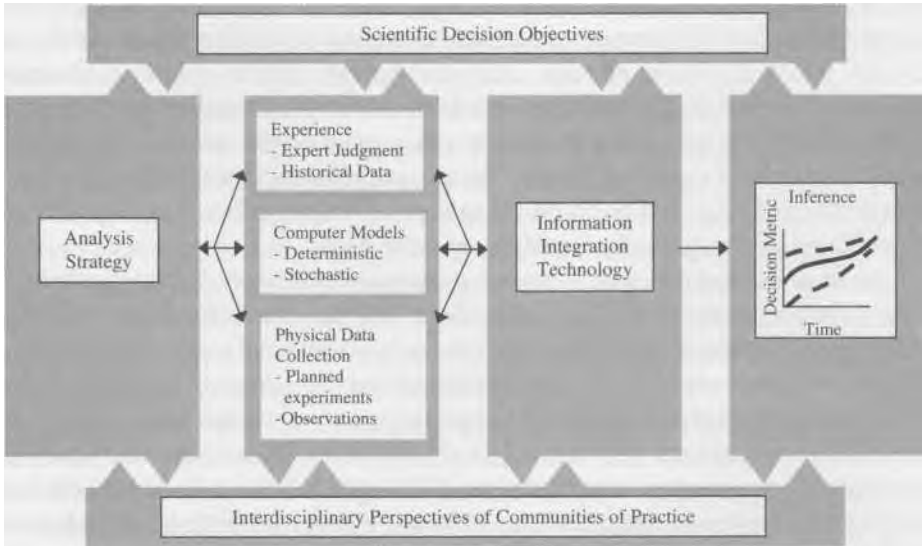 Scientific Decision Objectives
Analysis
Strategy
Experience
- Expert Judgment
- Historical Data
Computer Models
- Deterministic
- Stochastic
Physical Data
Collection
- Planned
experiments
-Observations
Information
Integration
Technology
Inference
Decision Metric
Time
Interdisciplinary Perspectives of Communities of Practice